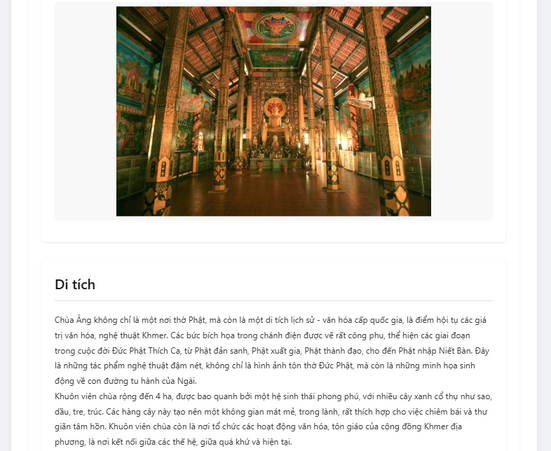 Di tích
Chùa Âng không chỉ là một nơi thờ Phật, mà còn là một di tích lịch sử - văn hóa cấp quốc gia, là điểm hội tụ các giá
trị văn hóa, nghệ thuật Khmer. Các bức bích họa trong chánh điện được vẽ rất công phu, thể hiện các giai đoạn
trong cuộc đời Đức Phật Thích Ca, từ Phật đản sanh, Phật xuất gia, Phật thành đạo, cho đến Phật nhập Niết Bàn. Đây
là những tác phẩm nghệ thuật đậm nét, không chỉ là hình ảnh tôn thờ Đức Phật, mà còn là những minh họa sinh
động về con đường tu hành của Ngài.
Khuôn viên chùa rộng đến 4 ha, được bao quanh bởi một hệ sinh thái phong phú, với nhiều cây xanh cổ thụ như sao,
dầu, tre, trúc. Các hàng cây này tạo nên một không gian mát mẻ, trong lành, rất thích hợp cho việc chiêm bái và thư
giãn tâm hồn. Khuôn viên chùa còn là nơi tổ chức các hoạt động văn hóa, tôn giáo của cộng đồng Khmer địa
phương, là nơi kết nối giữa các thế hệ, giữa quá khứ và hiện tại.